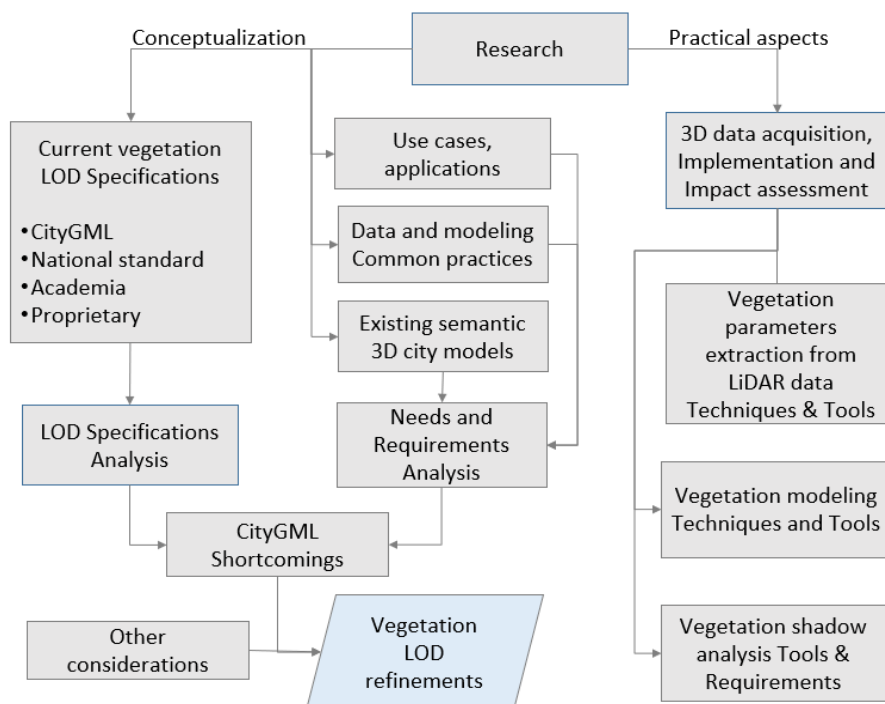 Conceptualization
Research
Practical aspects
Current vegetation
LOD Specifications
•CityGML
•National standard
•Academia
•Proprietary
Use cases,
applications
Data and modeling
Common practices
Existing semantic
3D city models
3D data acquisition,
Implementation and
Impact assessment
Vegetation
parameters
extraction from
LiDAR data
Techniques & Tools
LOD Specifications
Analysis
Needs and
Requirements
Analysis
Vegetation modeling
Techniques and Tools
CityGML
Shortcomings
Other
considerations
Vegetation
LOD
refinements
Vegetation shadow
analysis Tools &
Requirements